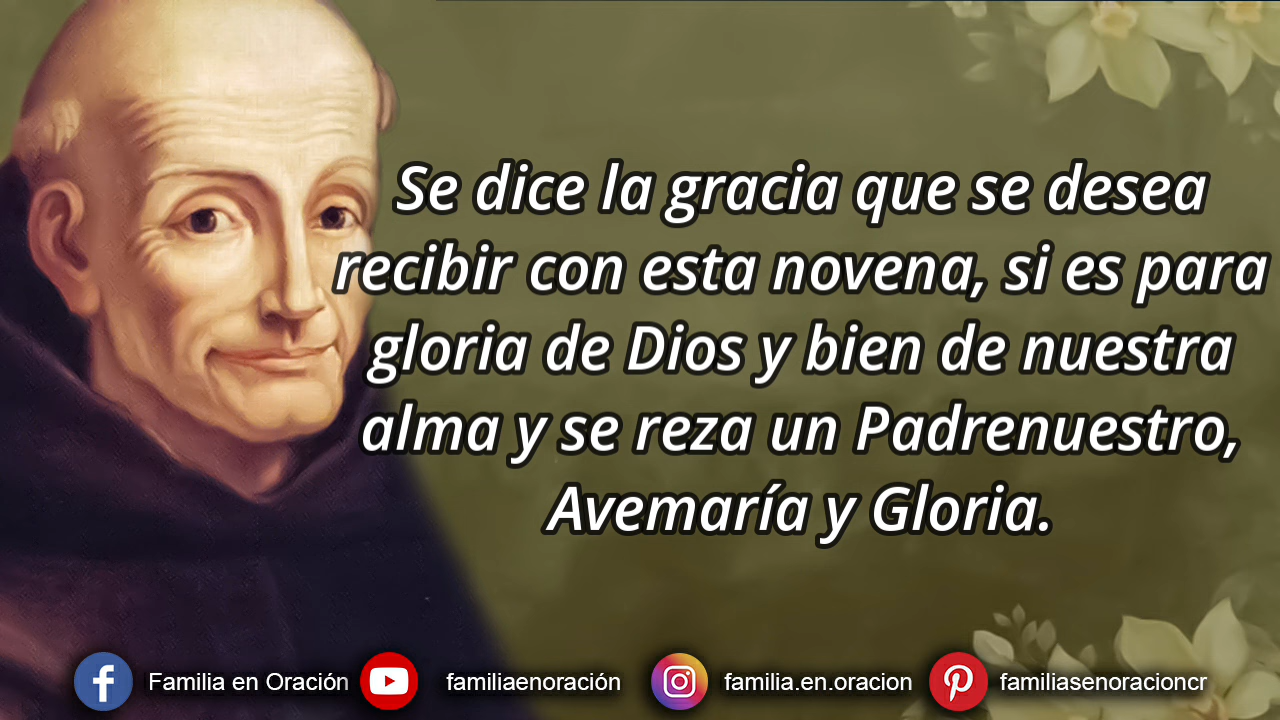 Se dice la gracia que se desea
recibir con esta novena, si es para
gloria de Dios y bien de nuestra
alma y se reza un Padrenuestro,
Avemaría y Gloria.
Familia en Oración
familiaenoración
familia.en.oracion
familiasenoracioncr